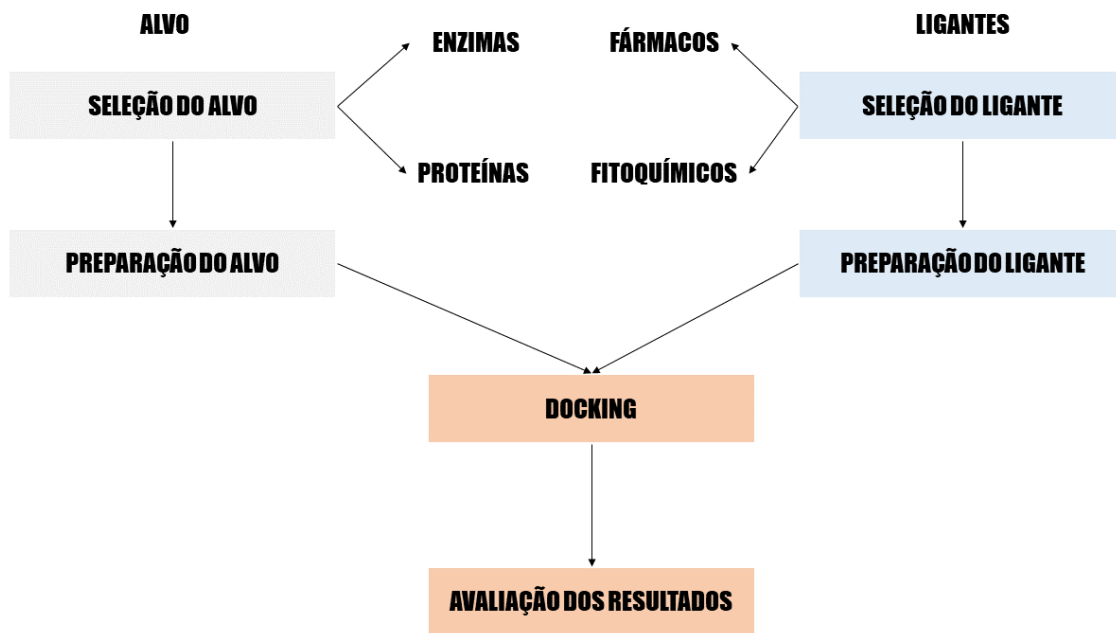 ALVO
LIGANTES
ENZIMAS
FÁRMACOS
SELEÇÃO DO ALVO
SELEÇÃO DO LIGANTE
PROTEÍNAS
FITOQUÍMICOS
PREPARAÇÃO DO ALVO
PREPARAÇÃO DO LIGANTE
DOCKING
AVALIAÇÃO DOS RESULTADOS